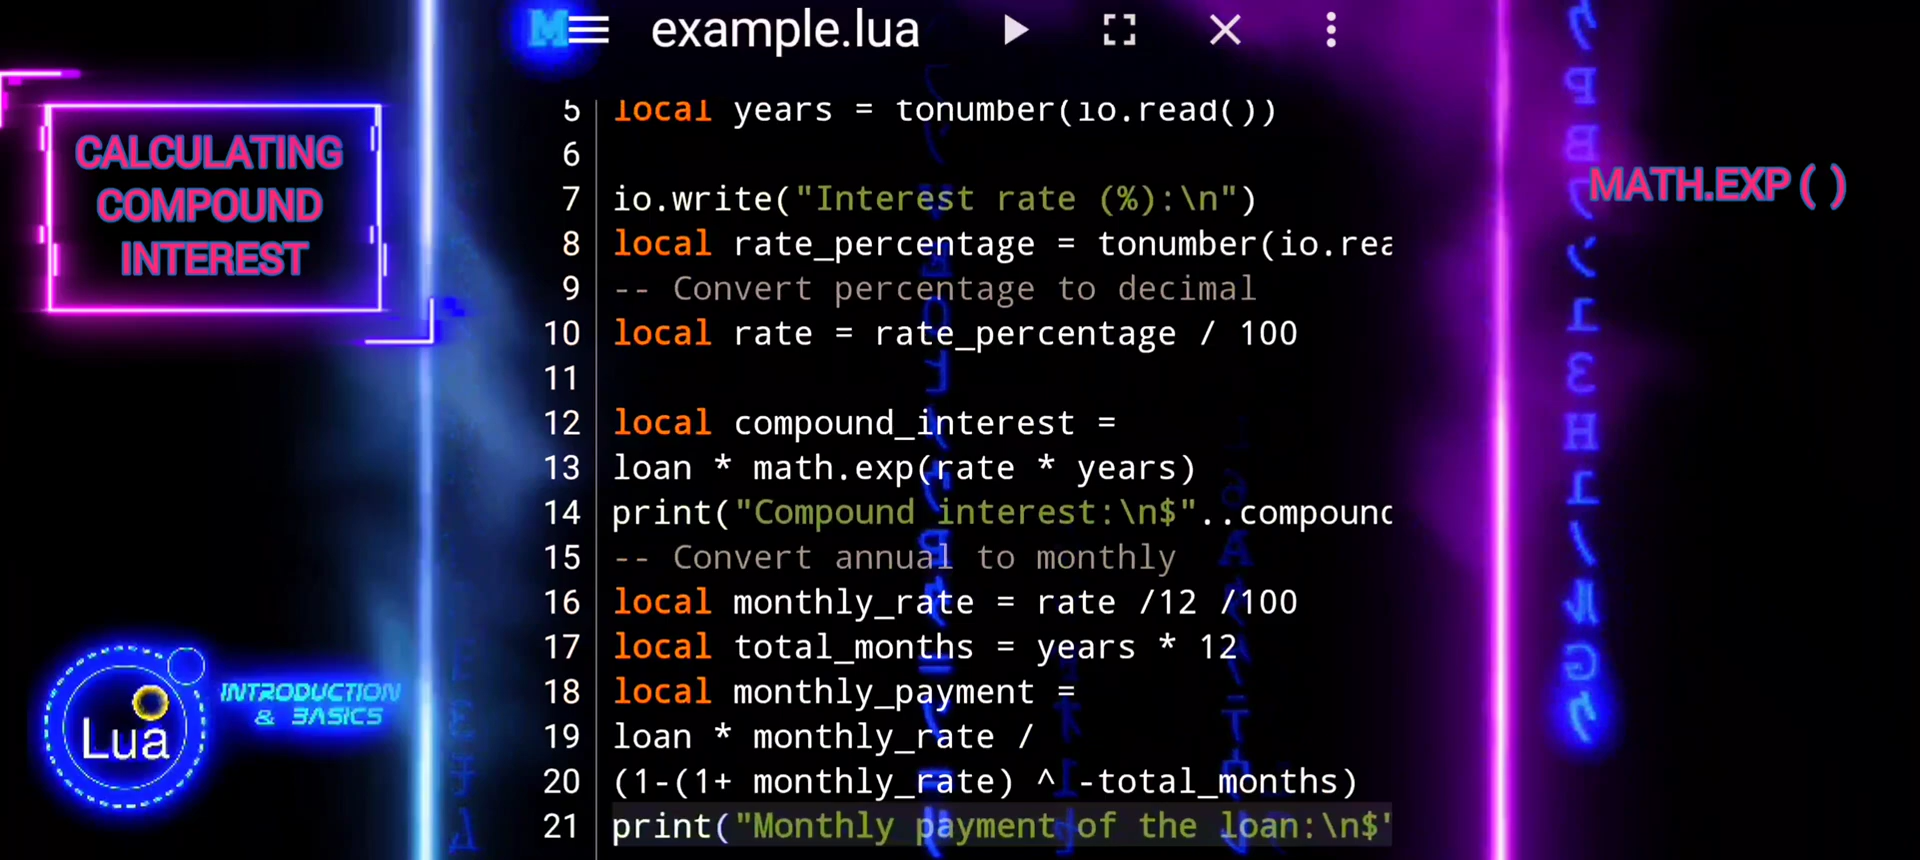 example.lua
CALCULATING
COMPOUND
INTEREST
MATH.EXP ( )
5 local years = tonumber(io.read())
6
7 io.write("Interest rate (%):\n")
8 local rate_percentage = tonumber(io.rea
9 -- Convert percentage to decimal
10 local rate = rate_percentage / 100
11
12 local compound_interest =
13 loan * math.exp(rate * years)
14 print("Compound interest:\n$"..compound
15 -- Convert annual to monthly
16 local monthly_rate = rate /12 /100
17 local total_months = years * 12
18 local monthly_payment =
19 loan * monthly_rate /
20 (1-(1+ monthly_rate) ^ -total_months)
21 print("Monthly payment of the loan:\n$"
Lua
INTRODUCTION
& BASICS